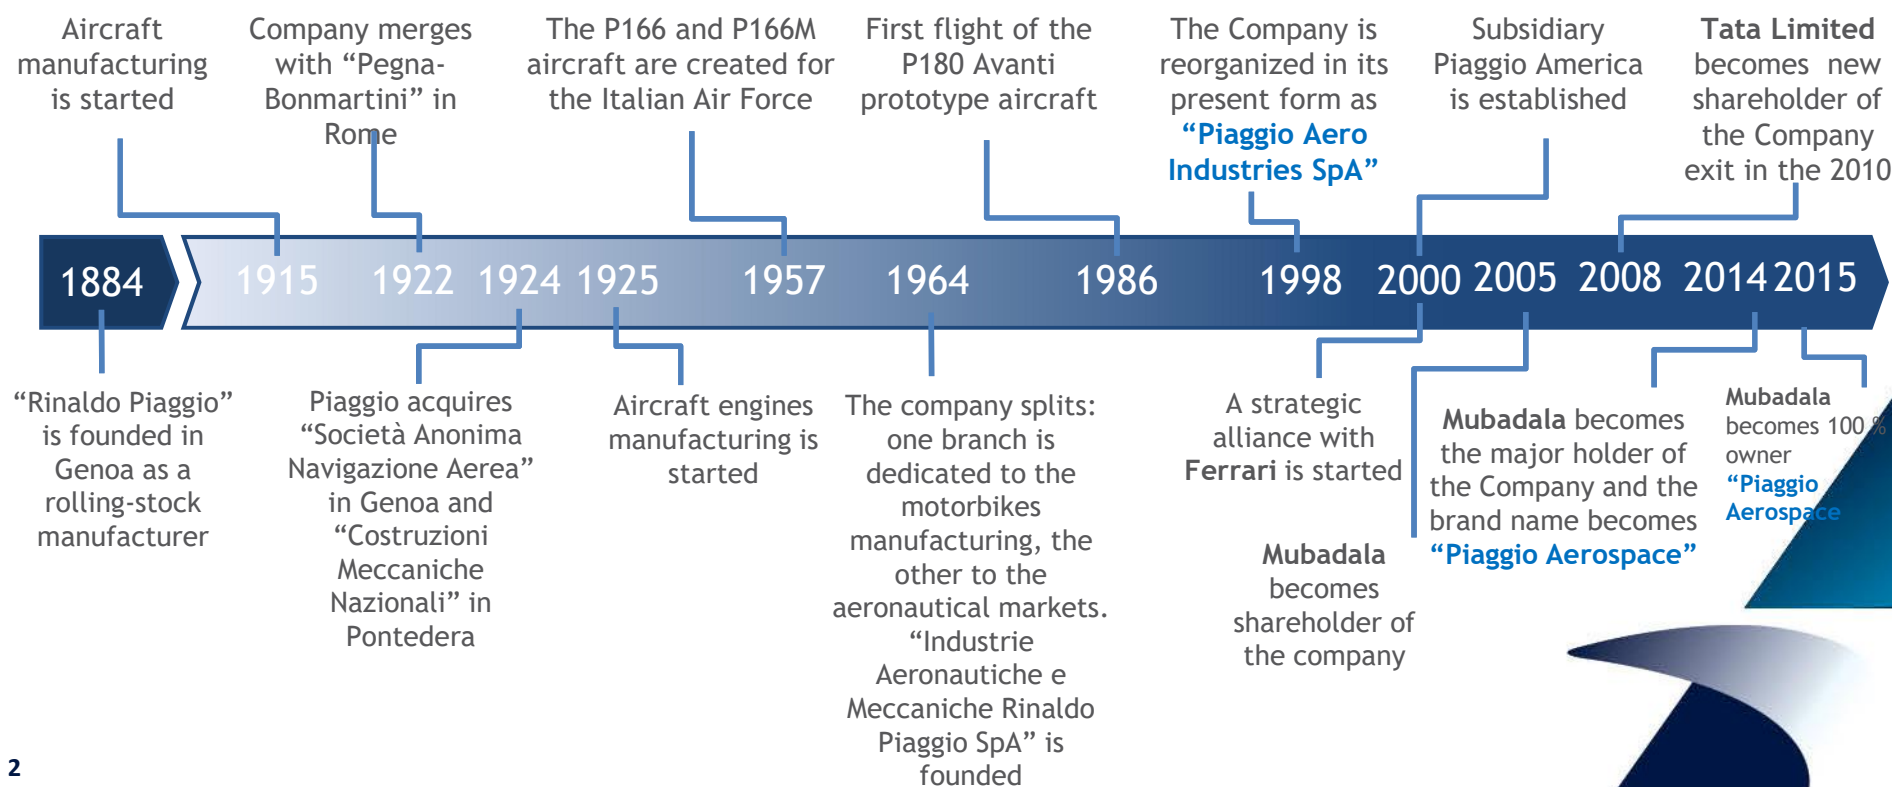 Aircraft
manufacturing
is started
Company merges
with “Pegna-
Bonmartini” in
Rome
The P166 and P166M
aircraft are created for
the Italian Air Force
First flight of the
P180 Avanti
prototype aircraft
The Company is
reorganized in its
present form as
“Piaggio Aero
Industries SpA”
Subsidiary
Piaggio America
is established
Tata Limited
becomes new
shareholder of
the Company
exit in the 2010
1884
1915
1922
1924
1925
1957
1964
1986
1998
2000
2005
2008
2014
2015
“Rinaldo Piaggio”
is founded in
Genoa as a
rolling-stock
manufacturer
Piaggio acquires
“Società Anonima
Navigazione Aerea”
in Genoa and
“Costruzioni
Meccaniche
Nazionali” in
Pontedera
Aircraft engines
manufacturing is
started
The company splits:
one branch is
dedicated to the
motorbikes
manufacturing, the
other to the
aeronautical markets.
“Industrie
Aeronautiche e
Meccaniche Rinaldo
Piaggio SpA” is
founded
A strategic
alliance with
Ferrari is started
Mubadala
becomes
shareholder of
the company
Mubadala becomes
the major holder of
the Company and the
brand name becomes
“Piaggio Aerospace”
Mubadala
becomes 100 %
owner
“Piaggio
Aerospace
2